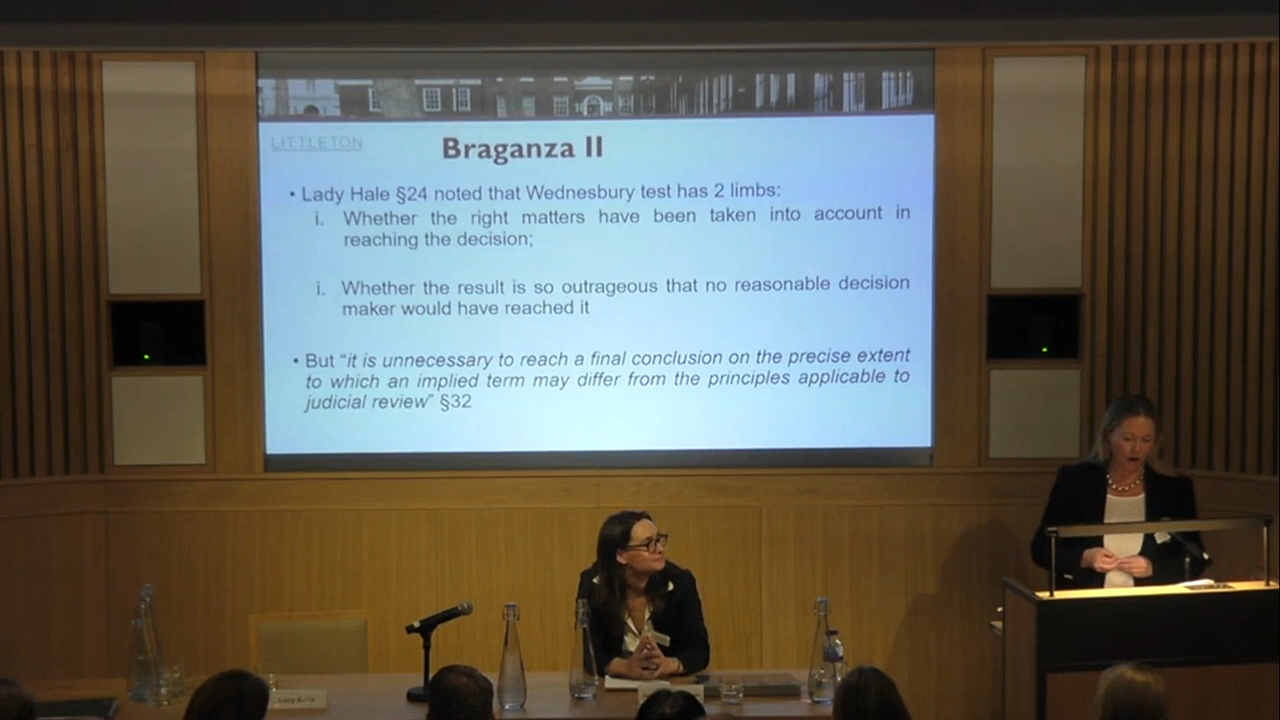 LITTLETON
Braganza II
• Lady Hale §24 noted that Wednesbury test has 2 limbs:
i. Whether the right matters have been taken into account in
reaching the decision;
i. Whether the result is so outrageous that no reasonable decision
maker would have reached it
• But “it is unnecessary to reach a final conclusion on the precise extent
to which an implied term may differ from the principles applicable to
judicial review” §32